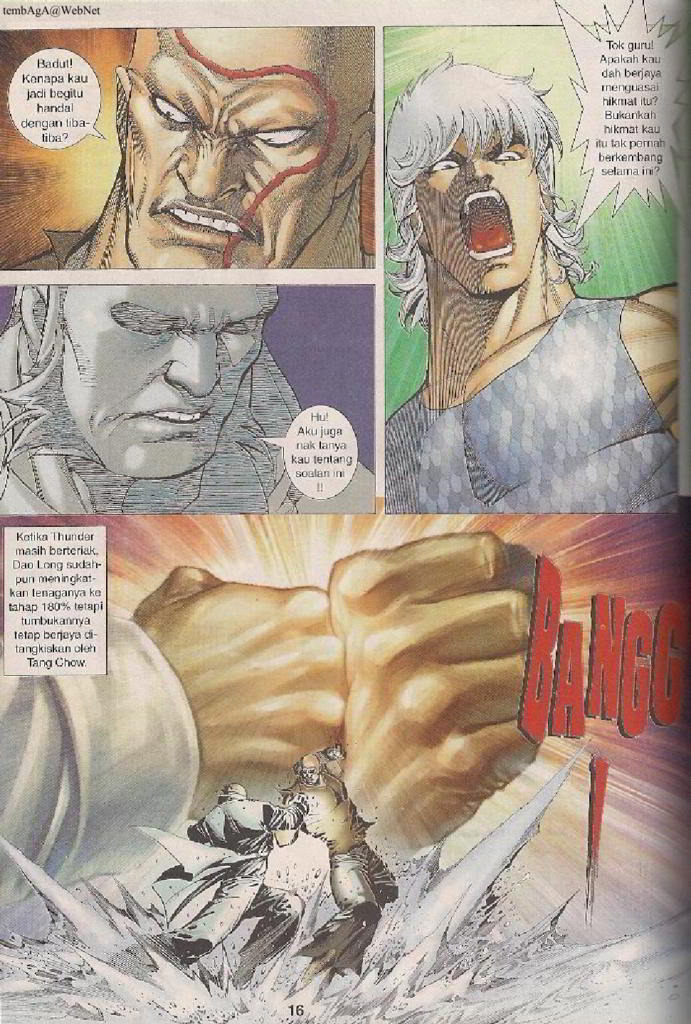 tembAgA@WebNet
Badut!
Kenapa kau
jadi begitu
handal
dengan tiba-
tiba?
Tok guru!
Apakah kau
dah berjaya
menguasai
hikmat itu?
Bukankah
hikmat kau
itu tak pernah
berkembang
selama ini?
Hu!
Aku juga
nak tanya
kau tentang
soalan ini
!!
Ketika Thunder
masih berteriak,
Dao Long sudah-
pun meningkat-
kan tenaganya ke
tahap 180% tetapi
tumbukannya
tetap berjaya di-
tangkiskan oleh
Tang Chow.
BANGG
!
16